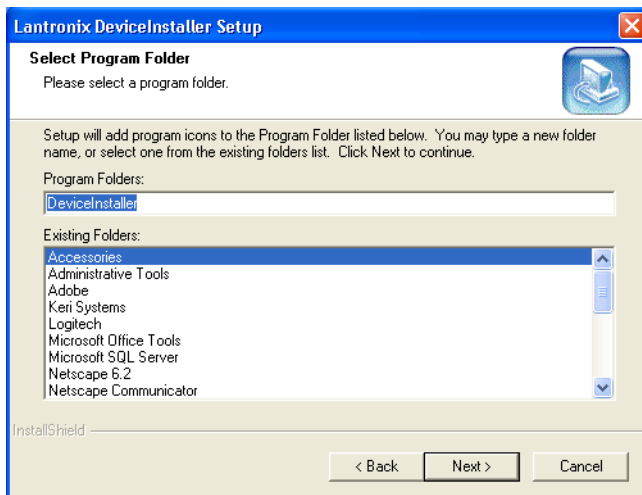 Lantronix DeviceInstaller Setup
Select Program Folder
Please select a program folder.
Setup will add program icons to the Program Folder listed below. You may type a new folder
name, or select one from the existing folders list. Click Next to continue.
Program Folders:
DeviceInstaller
Existing Folders:
Accessories
Administrative Tools
Adobe
Keri Systems
Logitech
Microsoft Office Tools
Microsoft SQL Server
Netscape 6.2
Netscape Communicator
InstallShield
< Back
Next >
Cancel